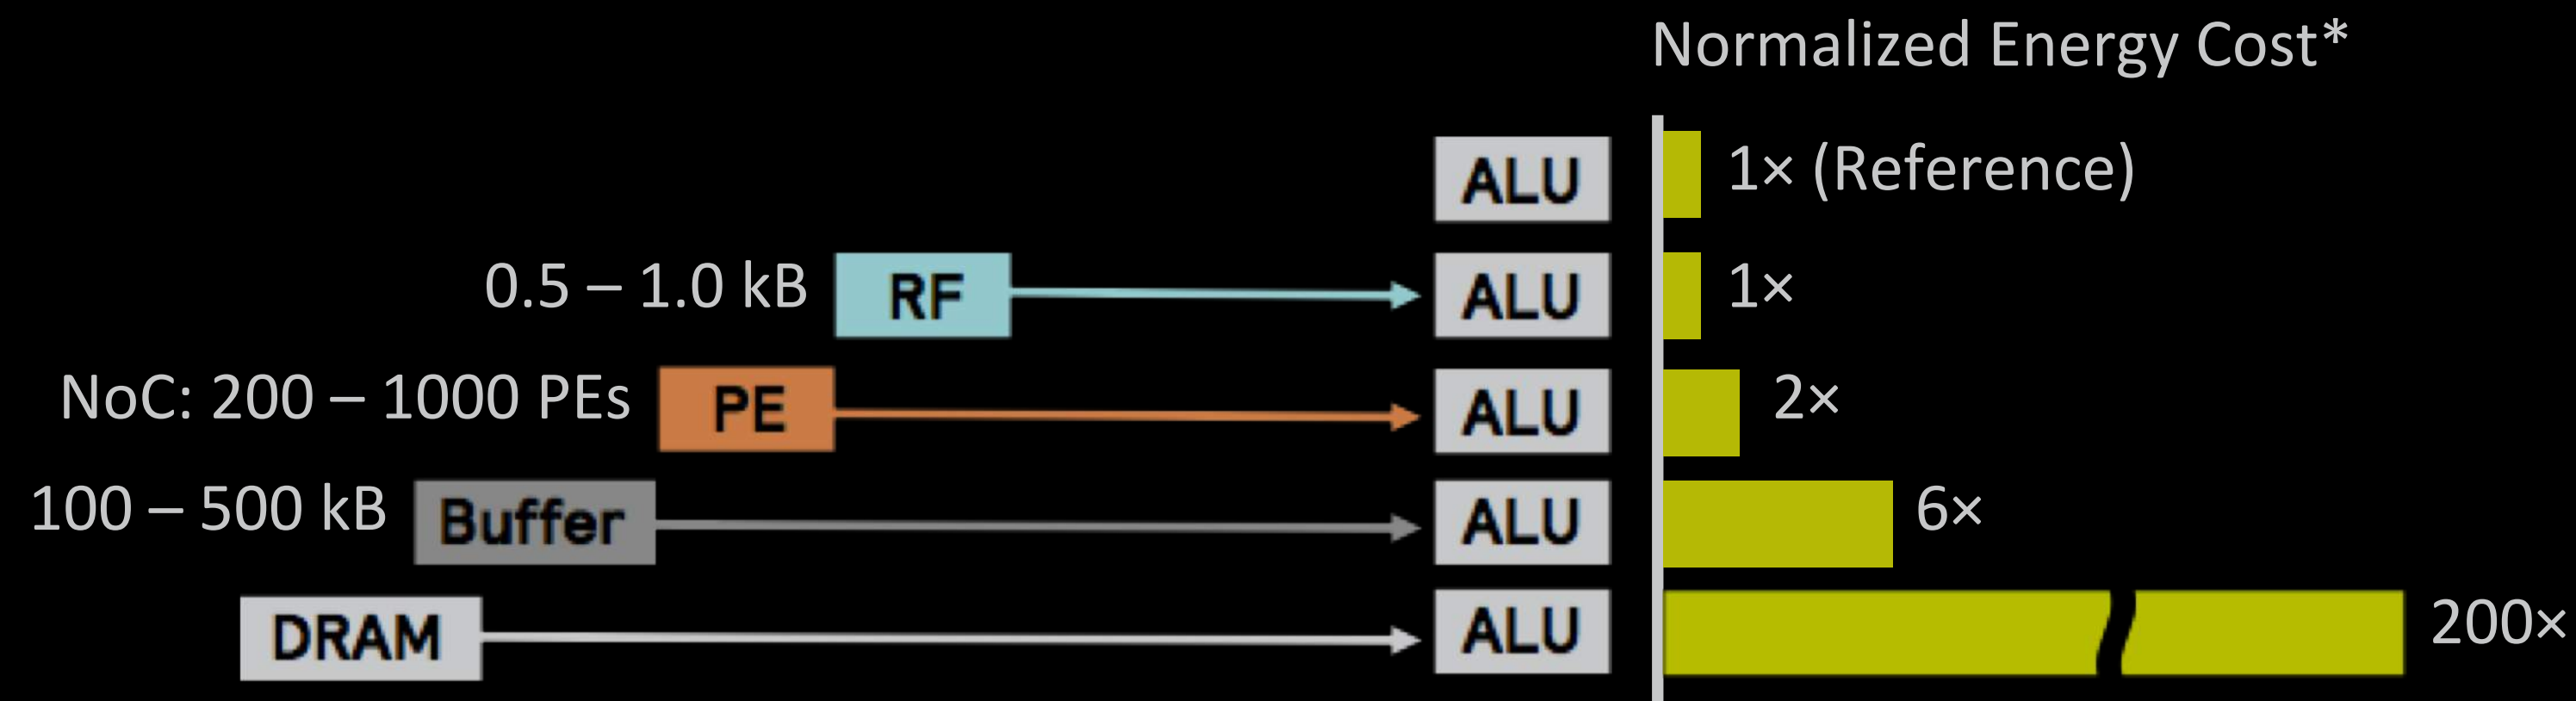 Normalized Energy Cost*
ALU 1× (Reference)
0.5 – 1.0 kB RF ALU 1×
NoC: 200 – 1000 PEs PE ALU 2×
100 – 500 kB Buffer ALU 6×
DRAM ALU 200×